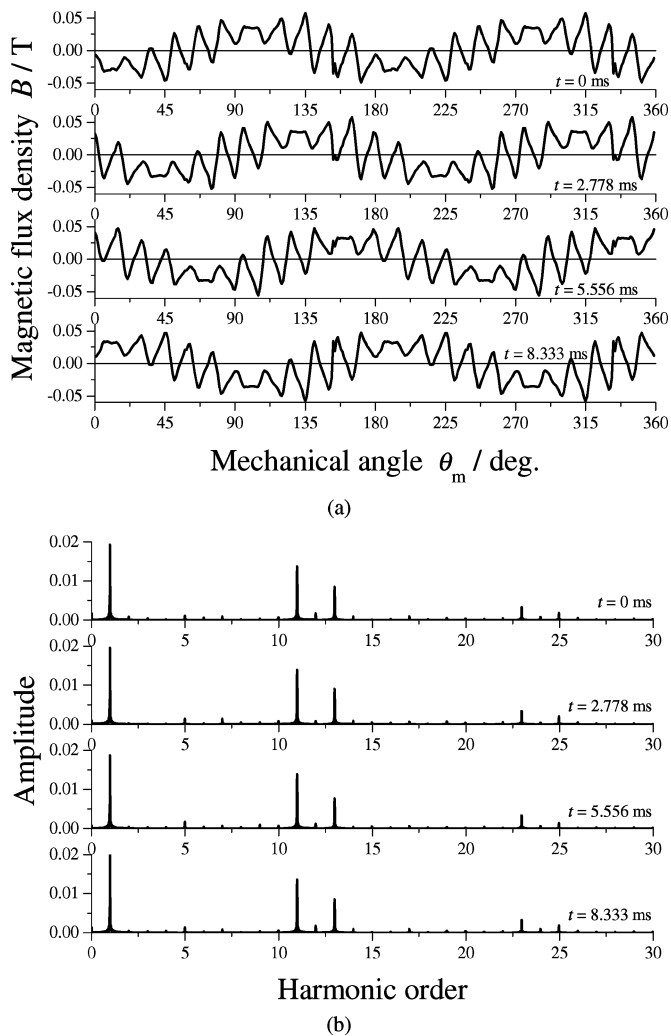 (a)
Magnetic flux density B / T
0.05
0.00
-0.05
t = 0 ms
0 45 90 135 180 225 270 315 360
0.05
0.00
-0.05
t = 2.778 ms
0 45 90 135 180 225 270 315 360
0.05
0.00
-0.05
t = 5.556 ms
0 45 90 135 180 225 270 315 360
0.05
0.00
-0.05
t = 8.333 ms
0 45 90 135 180 225 270 315 360
Mechanical angle θm / deg.
(b)
Amplitude
0.02
0.01
0.00
t = 0 ms
0 5 10 15 20 25 30
0.02
0.01
0.00
t = 2.778 ms
0 5 10 15 20 25 30
0.02
0.01
0.00
t = 5.556 ms
0 5 10 15 20 25 30
0.02
0.01
0.00
t = 8.333 ms
0 5 10 15 20 25 30
Harmonic order